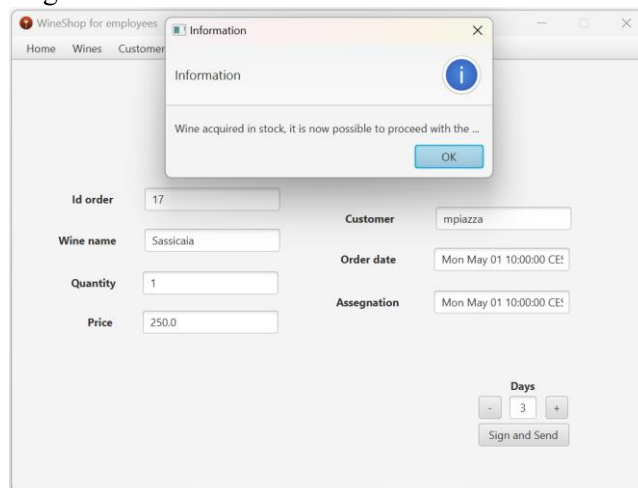 WineShop for employees
Information
Home Wines Customer
Information
Wine acquired in stock, it is now possible to proceed with the ...
OK
Id order 17
Customer mpiazza
Wine name Sassicaia
Order date Mon May 01 10:00:00 CES
Quantity 1
Assegnation Mon May 01 10:00:00 CES
Price 250.0
Days
- 3 +
Sign and Send